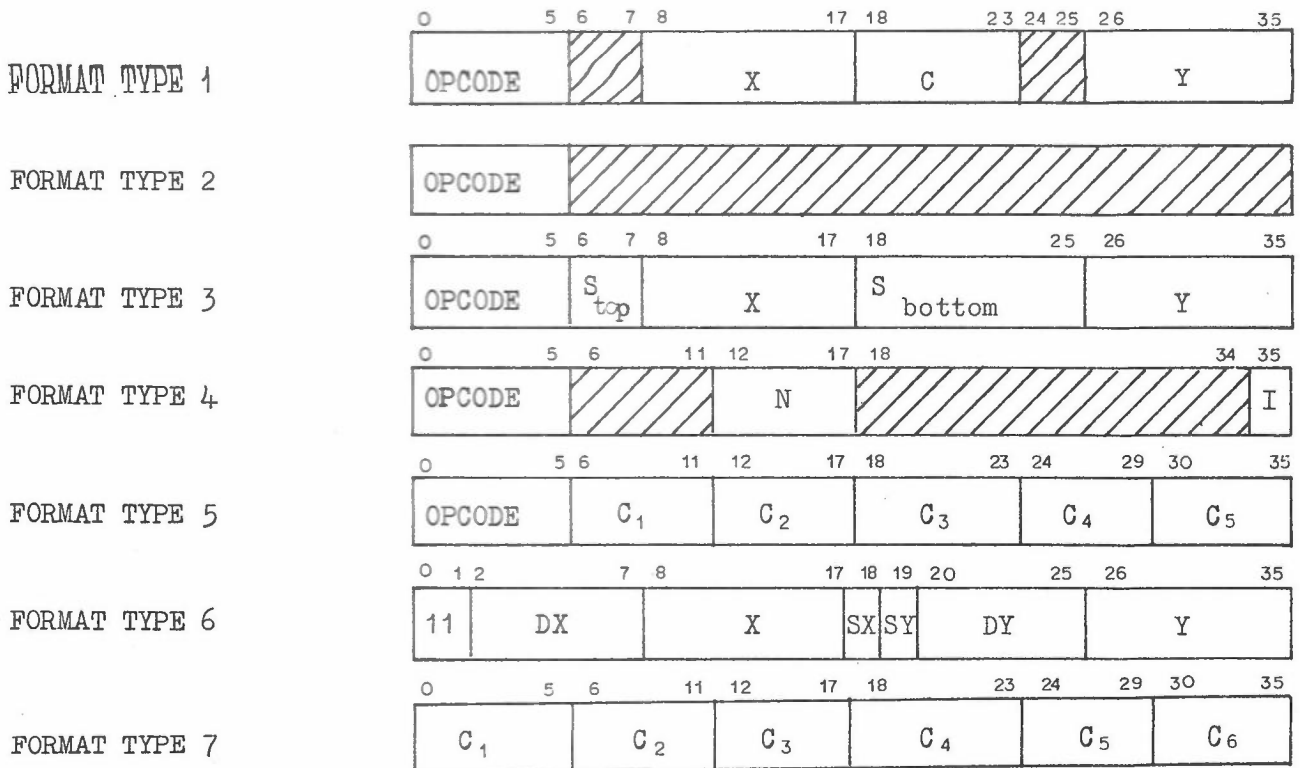 0 5 6 7 8 17 18 23 24 25 26 35
FORMAT TYPE 1 OPCODE X C Y
FORMAT TYPE 2 OPCODE
0 5 6 7 8 17 18 25 26 35
FORMAT TYPE 3 OPCODE S top X S bottom Y
0 5 6 11 12 17 18 34 35
FORMAT TYPE 4 OPCODE N I
0 5 6 11 12 17 18 23 24 29 30 35
FORMAT TYPE 5 OPCODE C1 C2 C3 C4 C5
0 1 2 7 8 17 18 19 20 25 26 35
FORMAT TYPE 6 11 DX X SX SY DY Y
0 5 6 11 12 17 18 23 24 29 30 35
FORMAT TYPE 7 C1 C2 C3 C4 C5 C6